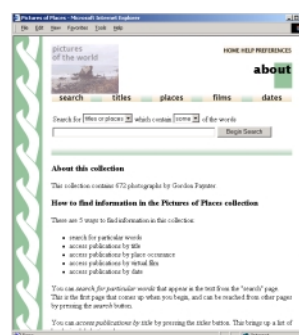 Pictures of Places - Microsoft Internet Explorer
File Edit View Favorites Tools Help
pictures
of the world
HOME HELP PREFERENCES
about
search titles places films dates
Search for titles or places which contain some of the words
Begin Search
About this collection
This collection contains 672 photographs by Gordon Paynter.
How to find information in the Pictures of Places collection
There are 5 ways to find information in this collection:
search for particular words
access publications by title
access publications by place occurrence
access publications by virtual film
access publications by date
You can search for particular words that appear in the text from the "search" page.
This is the first page that comes up when you begin, and can be reached from other pages
by pressing the search button.
You can access publications by title by pressing the titles button. This brings up a list of